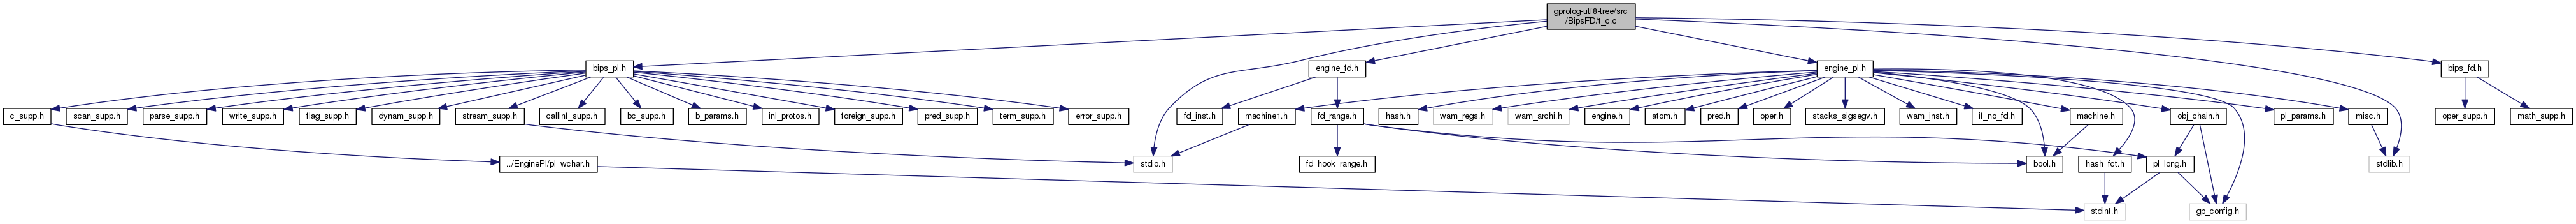 gprolog-utf8-tree/src
/BipsFD/t_c.c
bips_pl.h
engine_fd.h
engine_pl.h
bips_fd.h
c_supp.h
scan_supp.h
parse_supp.h
write_supp.h
flag_supp.h
dynam_supp.h
stream_supp.h
callinf_supp.h
bc_supp.h
b_params.h
inl_protos.h
foreign_supp.h
pred_supp.h
term_supp.h
error_supp.h
fd_inst.h
machine1.h
fd_range.h
hash.h
wam_regs.h
wam_archi.h
engine.h
atom.h
pred.h
oper.h
stacks_sigsegv.h
wam_inst.h
if_no_fd.h
machine.h
obj_chain.h
pl_params.h
misc.h
oper_supp.h
math_supp.h
../EnginePl/pl_wchar.h
stdio.h
fd_hook_range.h
bool.h
hash_fct.h
pl_long.h
stdlib.h
stdint.h
gp_config.h